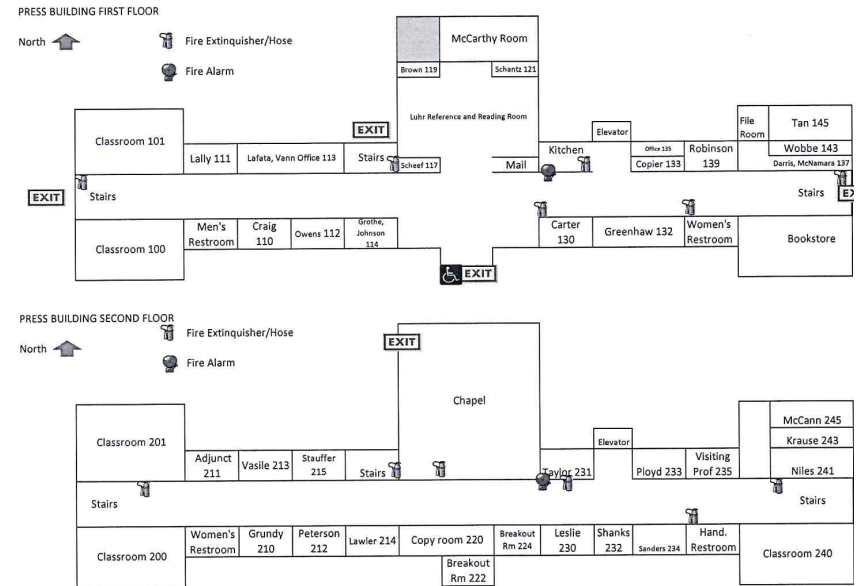 PRESS BUILDING FIRST FLOOR
North
Fire Extinquisher/Hose
Fire Alarm
McCarthy Room
Brown 119
Schantz 121
Luhr Reference and Reading Room
EXIT
Classroom 101
Lally 111
Lafata, Vann Office 113
Stairs
Scheef 117
Mail
Kitchen
Elevator
Office 135
Copier 133
Robinson
139
File
Room
Tan 145
Wobbe 143
Darris, McNamara 137
EXIT
Stairs
Stairs
EX
Classroom 100
Men's
Restroom
Craig
110
Owens 112
Grothe,
Johnson
114
EXIT
Carter
130
Greenhaw 132
Women's
Restroom
Bookstore
PRESS BUILDING SECOND FLOOR
North
Fire Extinquisher/Hose
Fire Alarm
EXIT
Chapel
Classroom 201
Adjunct
211
Vasile 213
Stauffer
215
Stairs
Taylor 231
Elevator
Ployd 233
Visiting
Prof 235
McCann 245
Krause 243
Niles 241
Stairs
Stairs
Classroom 200
Women's
Restroom
Grundy
210
Peterson
212
Lawler 214
Copy room 220
Breakout
Rm 222
Breakout
Rm 224
Leslie
230
Shanks
232
Sanders 234
Hand.
Restroom
Classroom 240